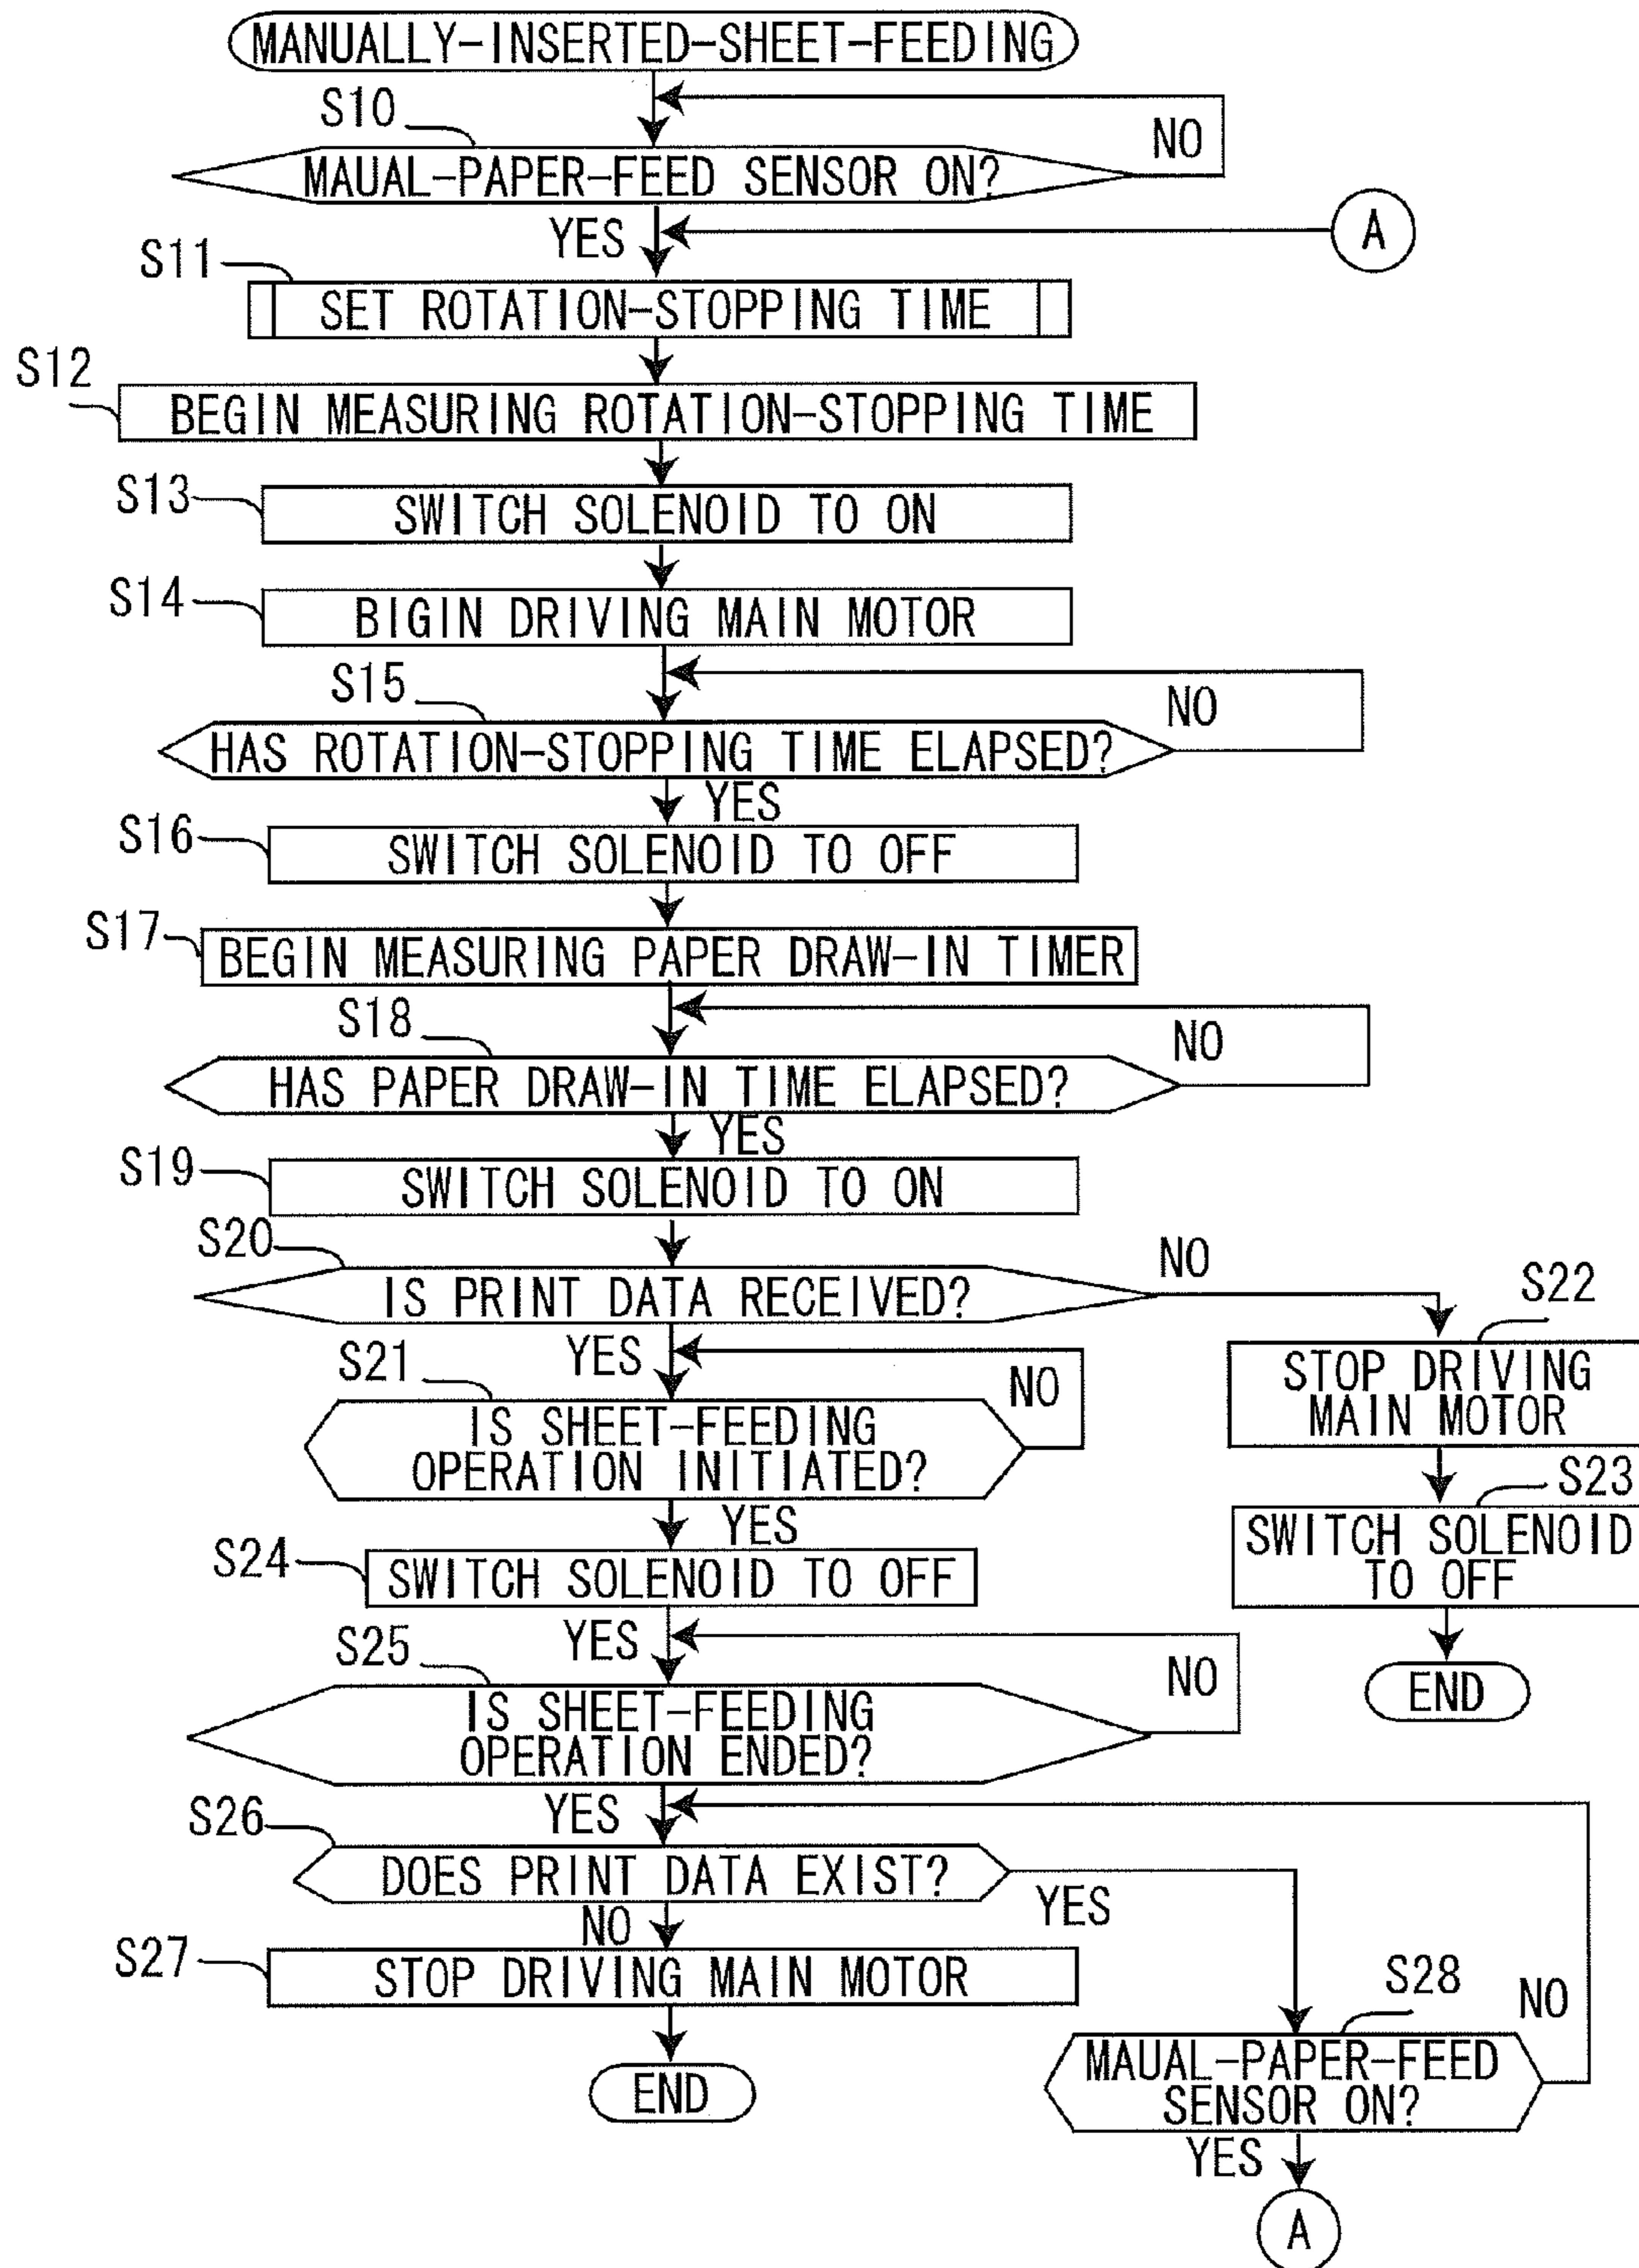 MANUALLY-INSERTED-SHEET-FEEDING
S10
NO
MAUAL-PAPER-FEED SENSOR ON?
YES
A
S11
SET ROTATION-STOPPING TIME
S12
BEGIN MEASURING ROTATION-STOPPING TIME
S13
SWITCH SOLENOID TO ON
S14
BIGIN DRIVING MAIN MOTOR
S15
NO
HAS ROTATION-STOPPING TIME ELAPSED?
YES
S16
SWITCH SOLENOID TO OFF
S17
BEGIN MEASURING PAPER DRAW-IN TIMER
S18
NO
HAS PAPER DRAW-IN TIME ELAPSED?
YES
S19
SWITCH SOLENOID TO ON
S20
NO
IS PRINT DATA RECEIVED?
S22
YES
STOP DRIVING
MAIN MOTOR
S21
NO
IS SHEET-FEEDING
OPERATION INITIATED?
S23
YES
SWITCH SOLENOID
TO OFF
S24
SWITCH SOLENOID TO OFF
YES
END
S25
NO
IS SHEET-FEEDING
OPERATION ENDED?
YES
S26
DOES PRINT DATA EXIST?
YES
NO
S27
STOP DRIVING MAIN MOTOR
S28
NO
MAUAL-PAPER-FEED
SENSOR ON?
END
YES
A